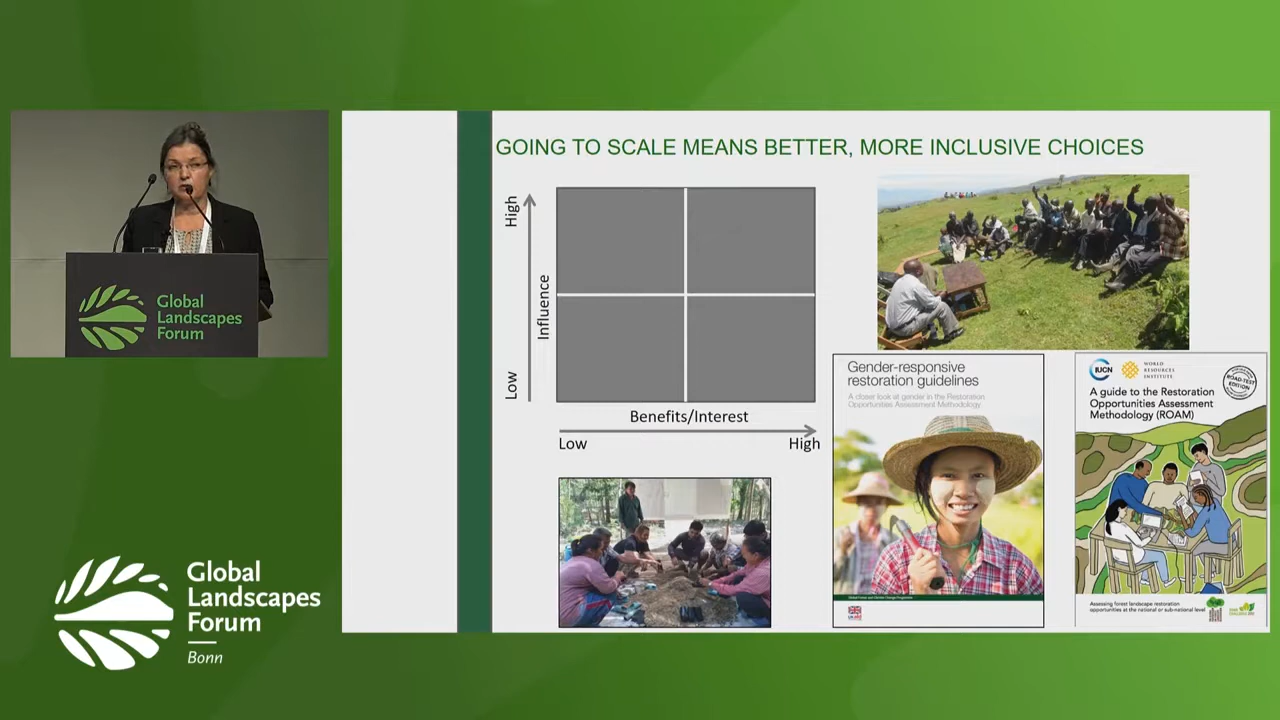 Global
Landscapes
Forum
Global
Landscapes
Forum
Bonn
GOING TO SCALE MEANS BETTER, MORE INCLUSIVE CHOICES
High
Influence
Low
Benefits/Interest
Low
High
Gender-responsive
restoration guidelines
A closer look at gender in the Restoration
Opportunities Assessment Methodology
IUCN
WORLD
RESOURCES
INSTITUTE
ROAD-TEST
EDITION
A guide to the Restoration
Opportunities Assessment
Methodology (ROAM)
Assessing forest landscape restoration
opportunities at the national or sub-national level